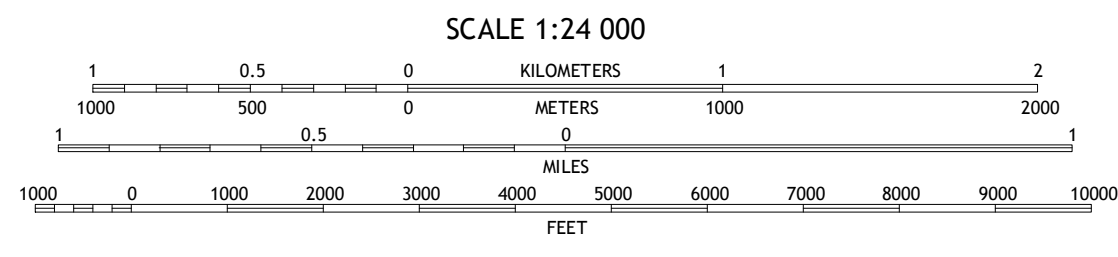 SCALE 1:24 000
1 0.5 0 KILOMETERS 1 2
1000 500 0 METERS 1000 2000
1 0.5 0 1
MILES
1000 0 1000 2000 3000 4000 5000 6000 7000 8000 9000 10000
FEET